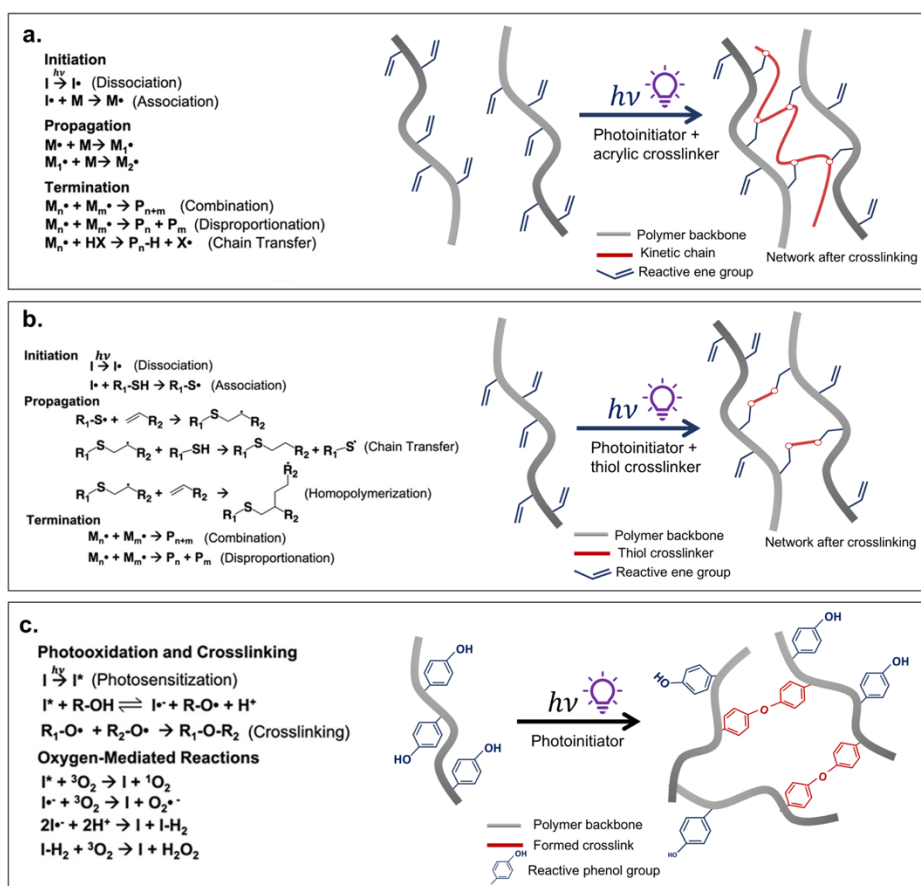 a.
Initiation
hν
I → I• (Dissociation)
I• + M → M• (Association)
Propagation
M• + M → M₁•
M₁• + M → M₂•
Termination
Mₙ• + Mₘ• → Pₙ₊ₘ (Combination)
Mₙ• + Mₘ• → Pₙ + Pₘ (Disproportionation)
Mₙ• + HX → Pₙ-H + X• (Chain Transfer)
hν
Photoinitiator +
acrylic crosslinker
Polymer backbone
Kinetic chain
Reactive ene group
Network after crosslinking
b.
Initiation
hν
I → I• (Dissociation)
I• + R₁-SH → R₁-S• (Association)
Propagation
R₁-S• + R₂ → R₁ S R₂
R₁ S R₂ + R₁ SH → R₁ S R₂ + R₁ S• (Chain Transfer)
R₁ S R₂ + R₂ → R₁ S R₂ R₂ (Homopolymerization)
Termination
Mₙ• + Mₘ• → Pₙ₊ₘ (Combination)
Mₙ• + Mₘ• → Pₙ + Pₘ (Disproportionation)
hν
Photoinitiator +
thiol crosslinker
Polymer backbone
Thiol crosslinker
Reactive ene group
Network after crosslinking
c.
Photooxidation and Crosslinking
hν
I → I* (Photosensitization)
I* + R-OH ⇌ I•⁻ + R-O• + H⁺
R₁-O• + R₂-O• → R₁-O-R₂ (Crosslinking)
Oxygen-Mediated Reactions
I* + ³O₂ → I + ¹O₂
I•⁻ + ³O₂ → I + O₂•⁻
2I•⁻ + 2H⁺ → I + I-H₂
I-H₂ + ³O₂ → I + H₂O₂
OH
HO
OH
hν
Photoinitiator
OH
HO
OH
O
O
OH
HO
Polymer backbone
Formed crosslink
OH
Reactive phenol group